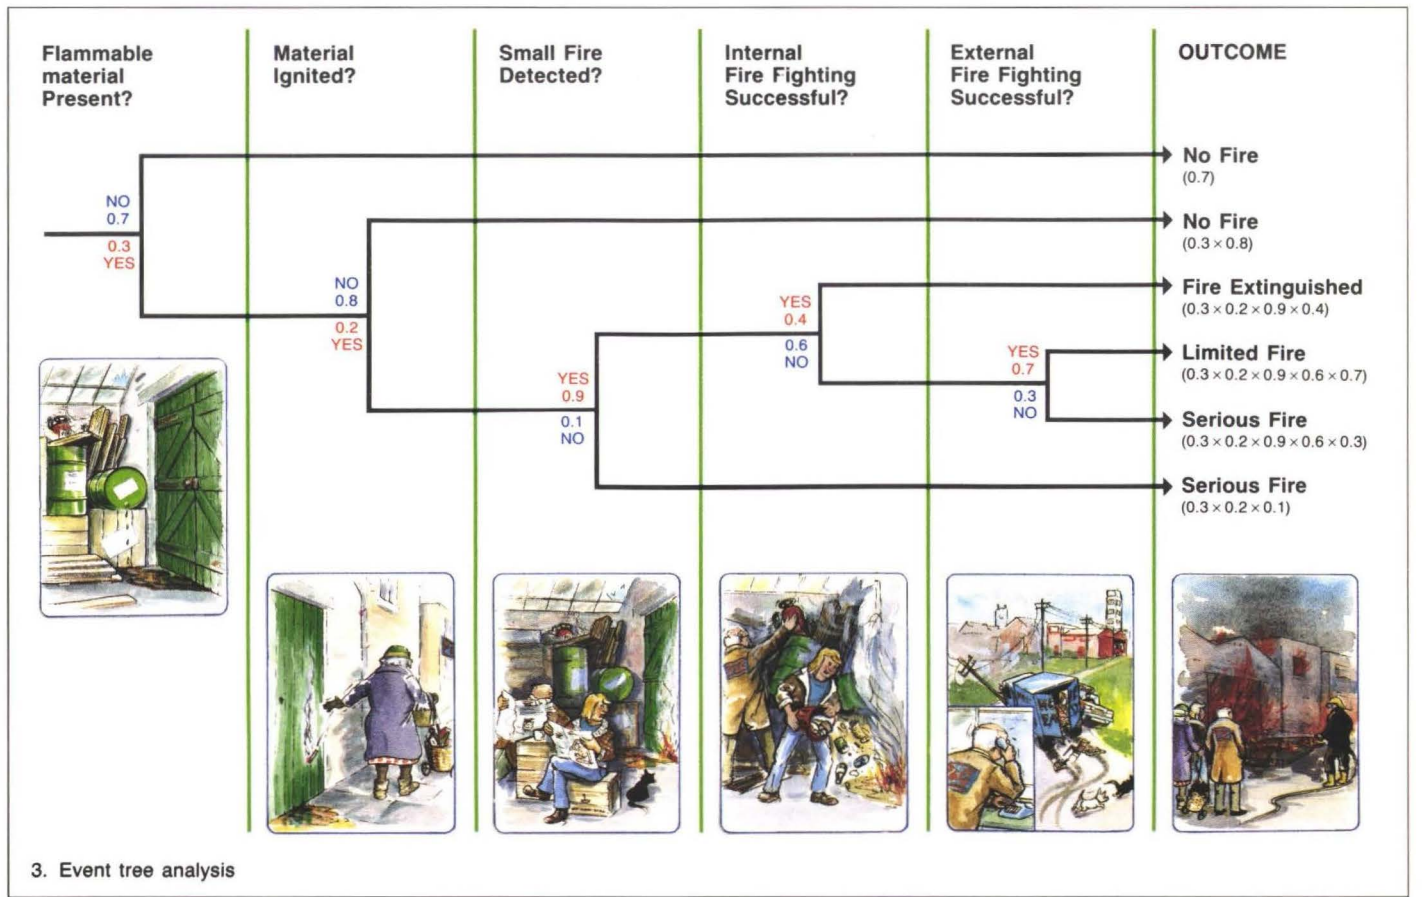 Flammable
material
Present?
Material
Ignited?
Small Fire
Detected?
Internal
Fire Fighting
Successful?
External
Fire Fighting
Successful?
OUTCOME
NO
0.7
0.3
YES
NO
0.8
0.2
YES
YES
0.9
0.1
NO
YES
0.4
0.6
NO
YES
0.7
0.3
NO
No Fire
(0.7)
No Fire
(0.3 × 0.8)
Fire Extinguished
(0.3 × 0.2 × 0.9 × 0.4)
Limited Fire
(0.3 × 0.2 × 0.9 × 0.6 × 0.7)
Serious Fire
(0.3 × 0.2 × 0.9 × 0.6 × 0.3)
Serious Fire
(0.3 × 0.2 × 0.1)
3. Event tree analysis